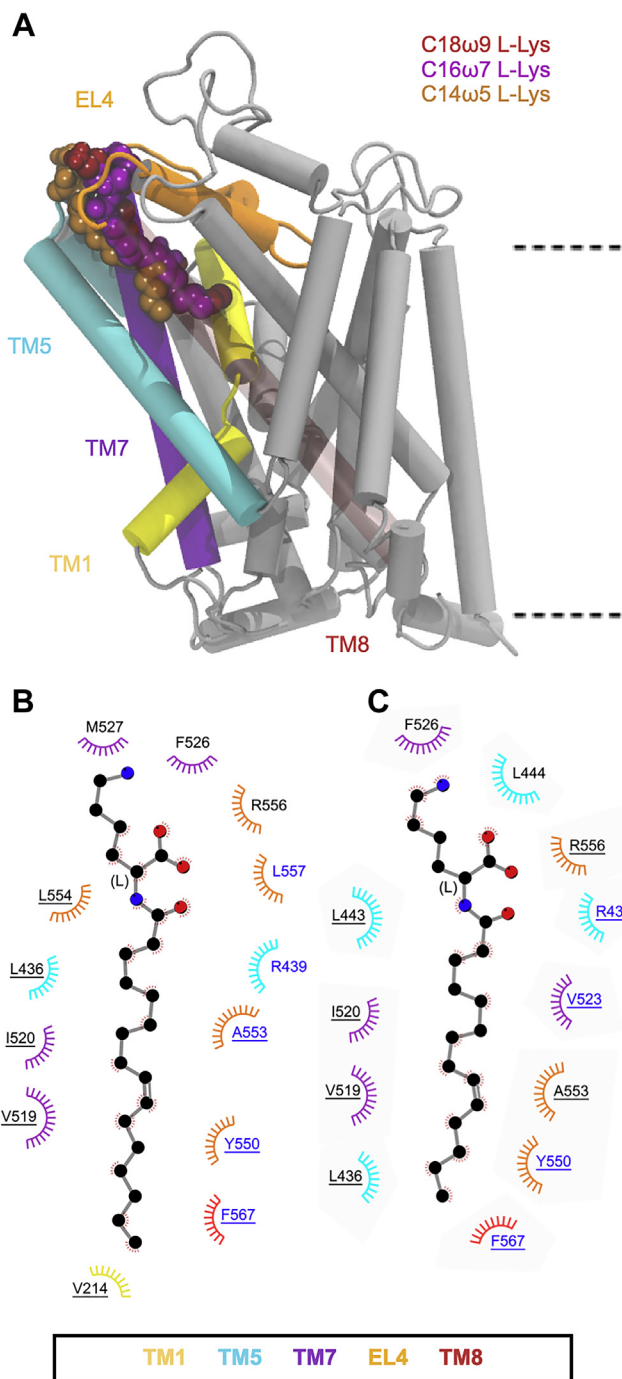 A
C18ω9 L-Lys
C16ω7 L-Lys
C14ω5 L-Lys
EL4
TM5
TM7
TM1
TM8
B
C
M527
F526
R556
L557
(L)
L554
L436
R439
I520
A553
V519
Y550
F567
V214
F526
L444
R556
(L)
L443
R43
V523
I520
V519
A553
L436
Y550
F567
TM1 TM5 TM7 EL4 TM8